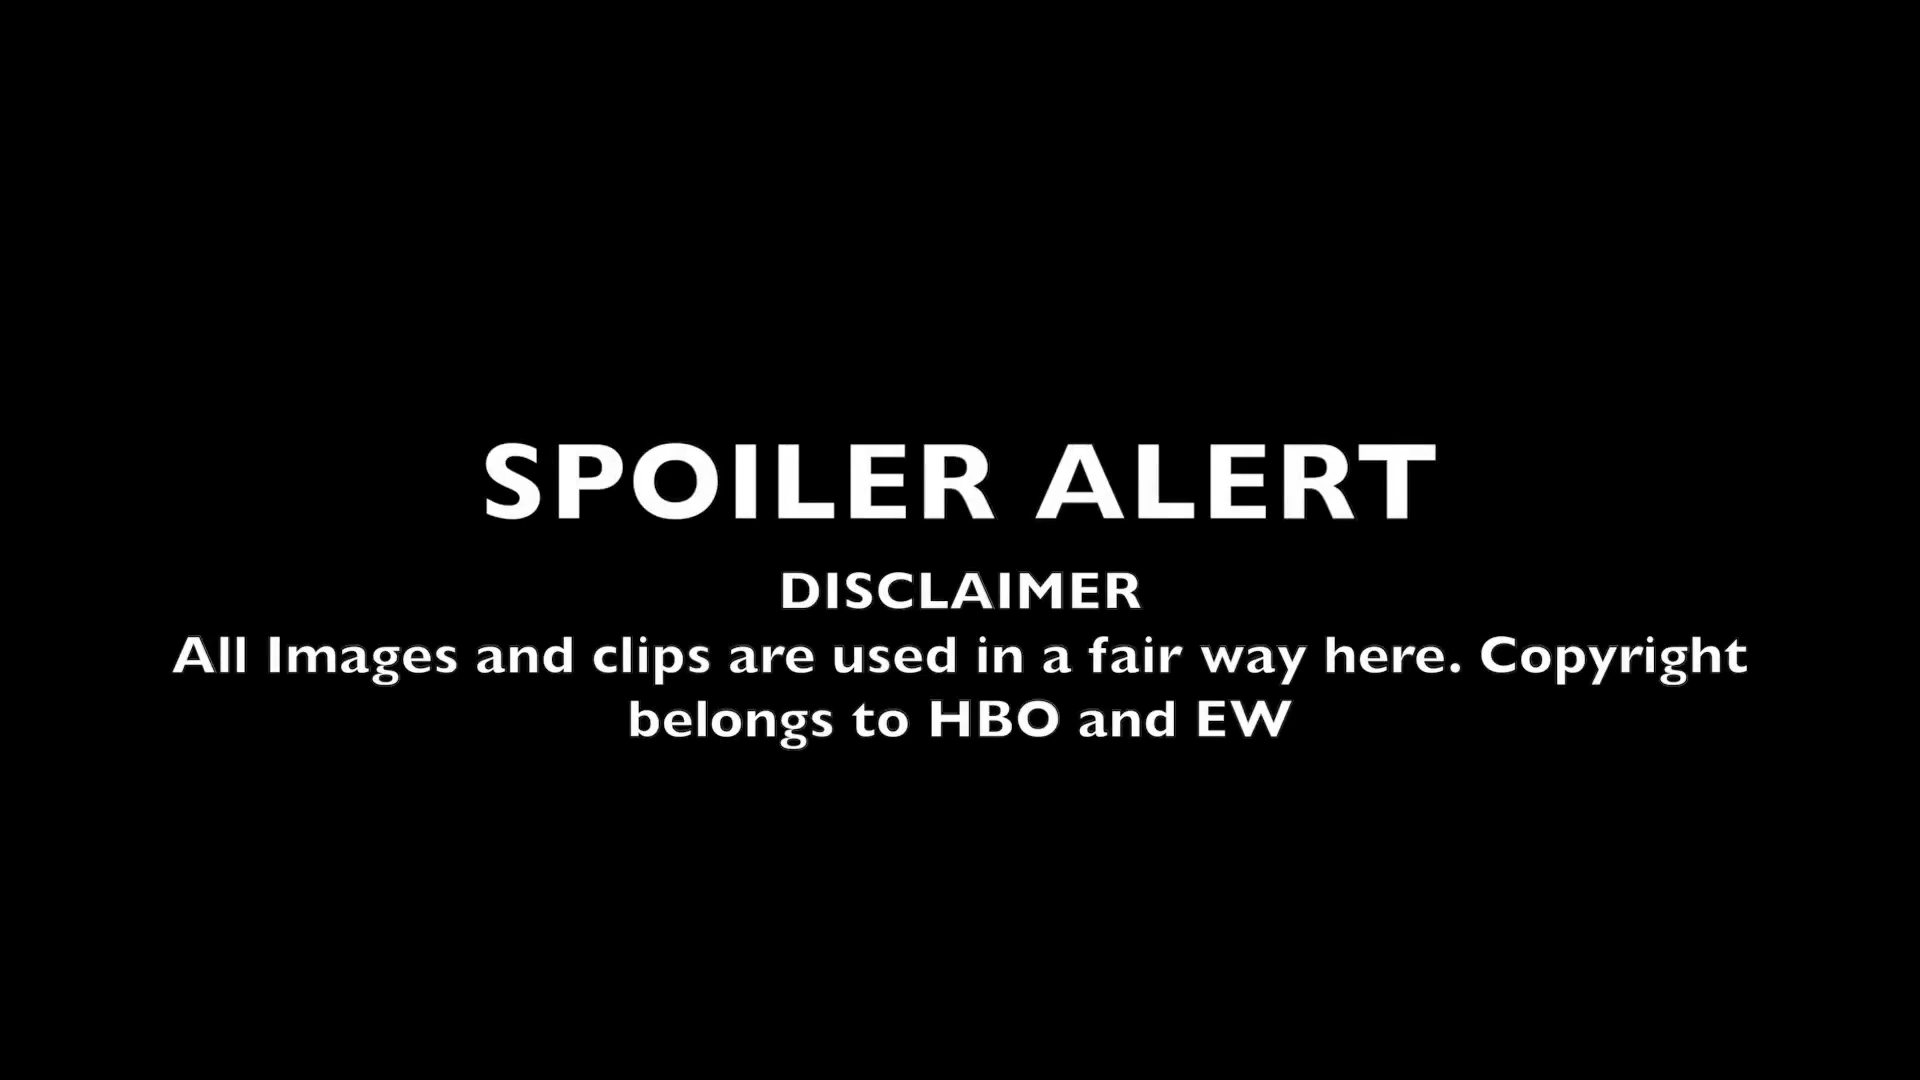 SPOILER ALERT
DISCLAIMER
All Images and clips are used in a fair way here. Copyright
belongs to HBO and EW